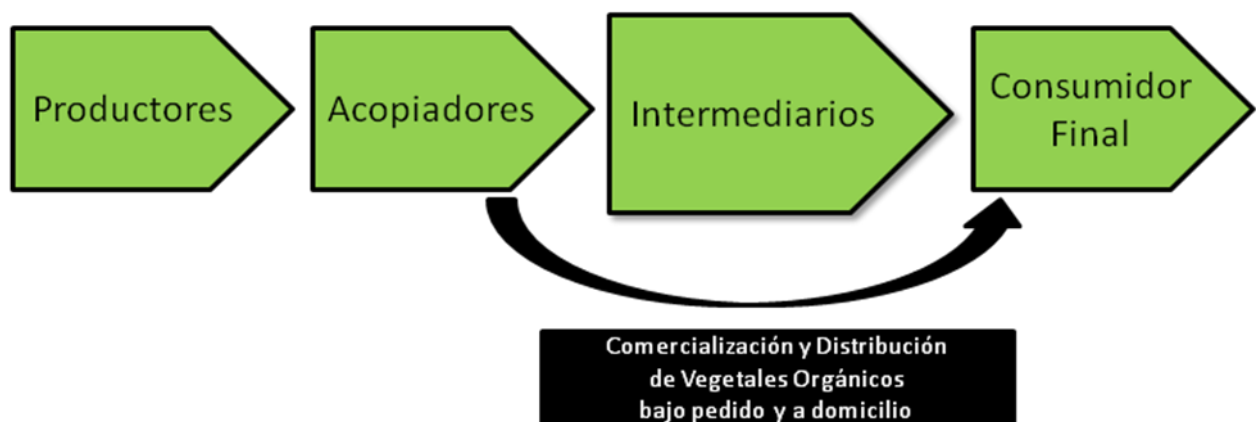 Productores
Acopiadores
Intermediarios
Consumidor
Final
Comercialización y Distribución
de Vegetales Orgánicos
bajo pedido y a domicilio